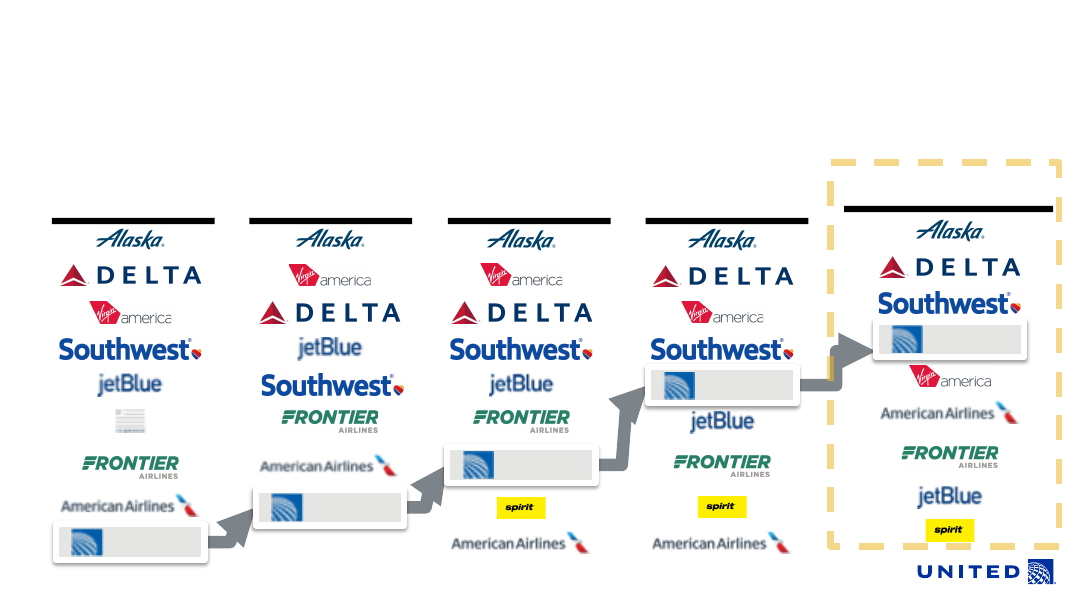 Alaska
DELTA
Virgin america
Southwest
jetBlue
FRONTIER
AIRLINES
American Airlines
Alaska
Virgin america
DELTA
jetBlue
Southwest
FRONTIER
AIRLINES
American Airlines
Alaska
Virgin america
DELTA
Southwest
jetBlue
FRONTIER
AIRLINES
spirit
American Airlines
Alaska
DELTA
Virgin america
Southwest
jetBlue
FRONTIER
AIRLINES
spirit
American Airlines
Alaska
DELTA
Southwest
Virgin america
American Airlines
FRONTIER
AIRLINES
jetBlue
spirit
UNITED